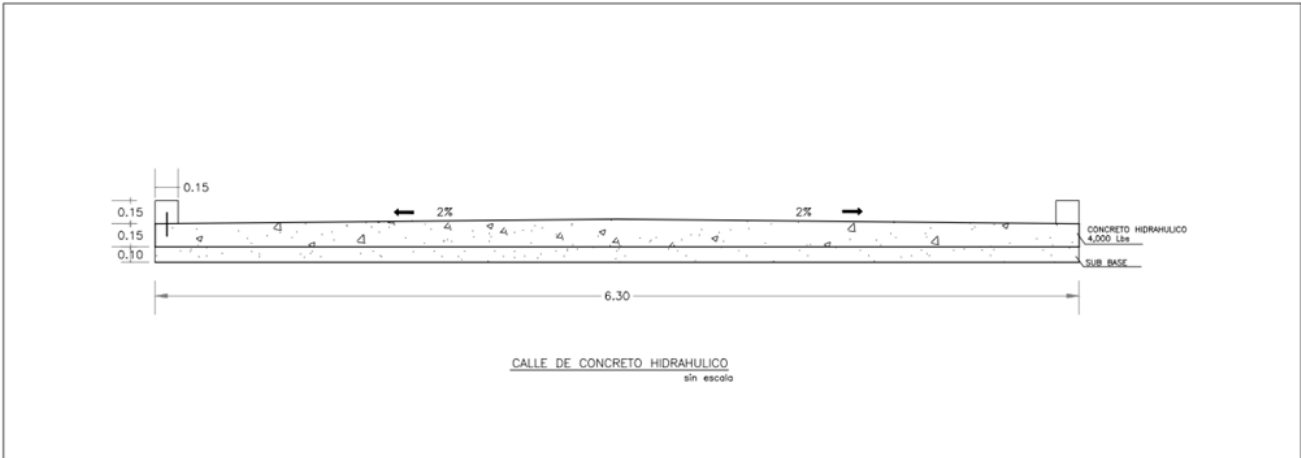 0.15
0.15
2%
2%
0.15
CONCRETO HIDRAHULICO
4,000 Lbs
0.10
SUB BASE
6.30
CALLE DE CONCRETO HIDRAHULICO
sin escala